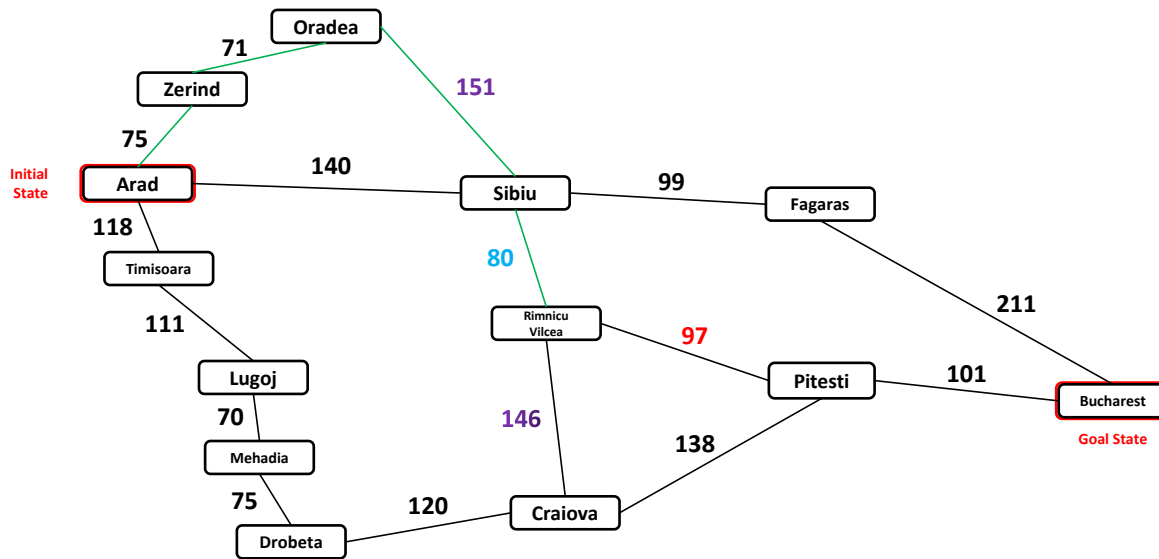 Oradea
71
Zerind
151
75
140
Initial
State
Arad
99
Sibiu
Fagaras
118
80
Timisoara
211
111
Rimnicu
Vilcea
97
Lugoj
Pitesti
101
Bucharest
70
146
138
Goal State
Mehadia
75
120
Craiova
Drobeta